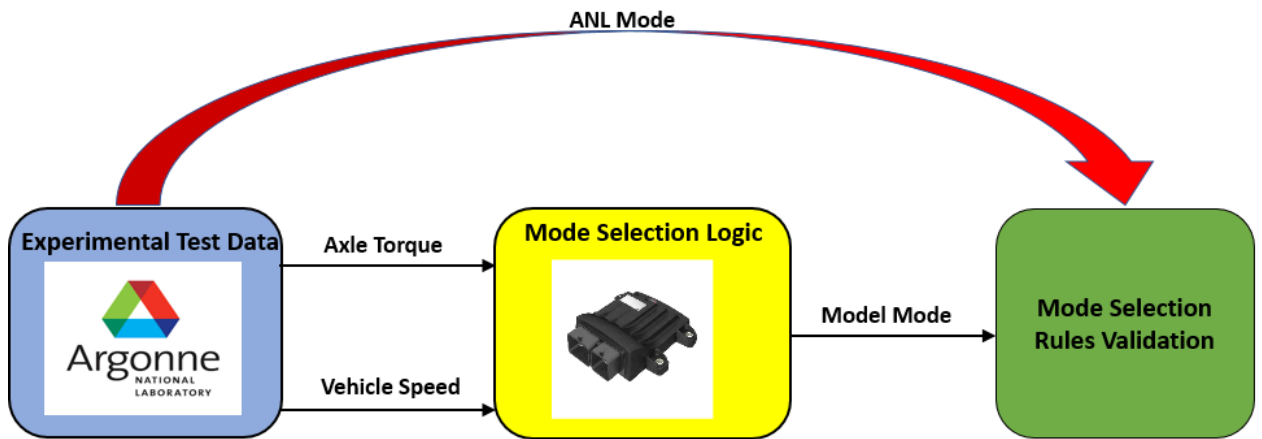 ANL Mode
Experimental Test Data
Argonne
NATIONAL
LABORATORY
Axle Torque
Vehicle Speed
Mode Selection Logic
Model Mode
Mode Selection
Rules Validation